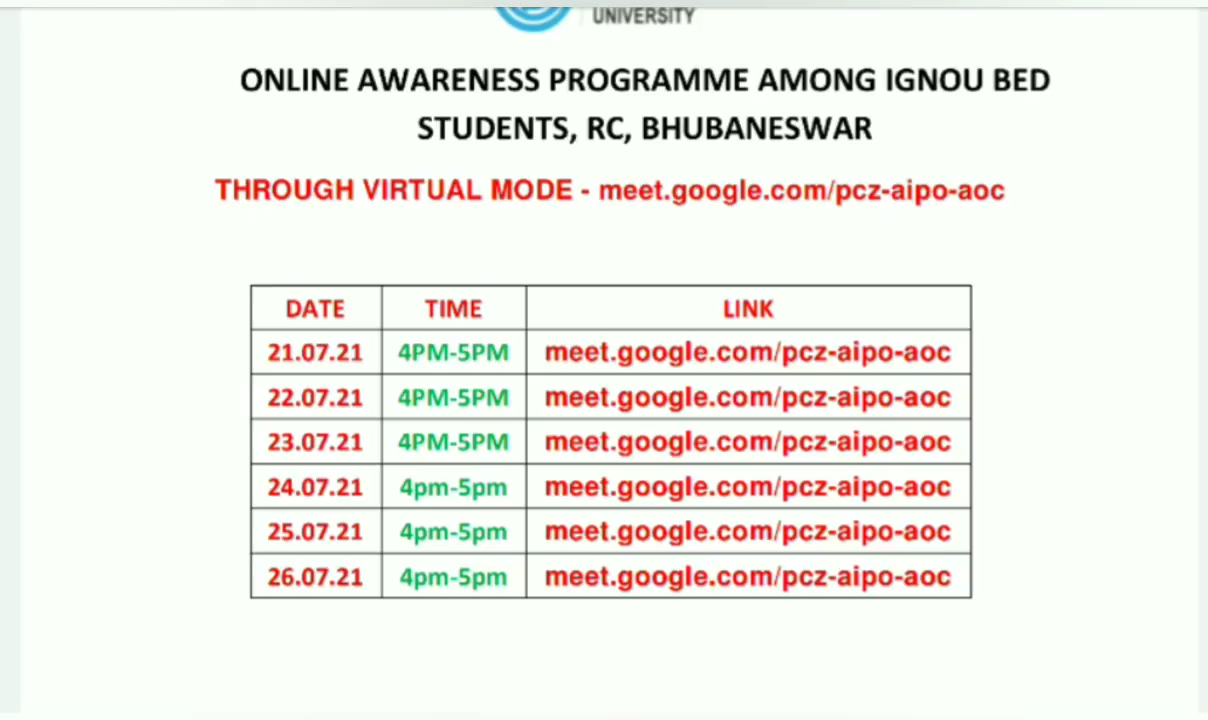 UNIVERSITY
ONLINE AWARENESS PROGRAMME AMONG IGNOU BED
STUDENTS, RC, BHUBANESWAR
THROUGH VIRTUAL MODE - meet.google.com/pcz-aipo-aoc
DATE TIME LINK
21.07.21 4PM-5PM meet.google.com/pcz-aipo-aoc
22.07.21 4PM-5PM meet.google.com/pcz-aipo-aoc
23.07.21 4PM-5PM meet.google.com/pcz-aipo-aoc
24.07.21 4pm-5pm meet.google.com/pcz-aipo-aoc
25.07.21 4pm-5pm meet.google.com/pcz-aipo-aoc
26.07.21 4pm-5pm meet.google.com/pcz-aipo-aoc